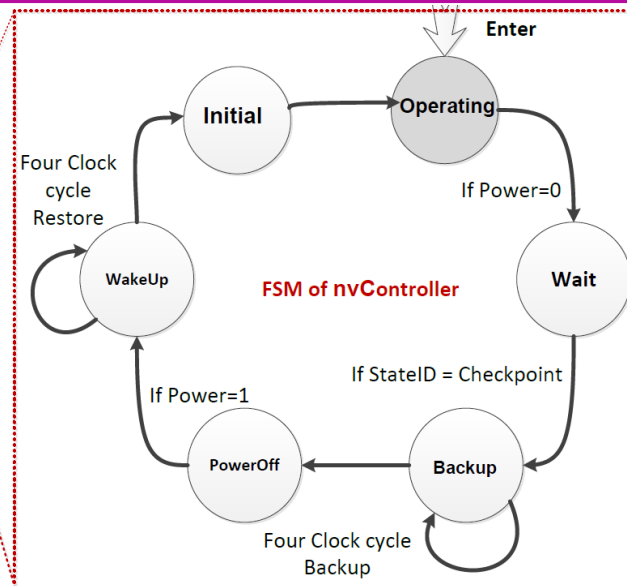 Enter
Initial
Operating
Four Clock
cycle
Restore
If Power=0
WakeUp
FSM of nvController
Wait
If StateID = Checkpoint
If Power=1
PowerOff
Backup
Four Clock cycle
Backup